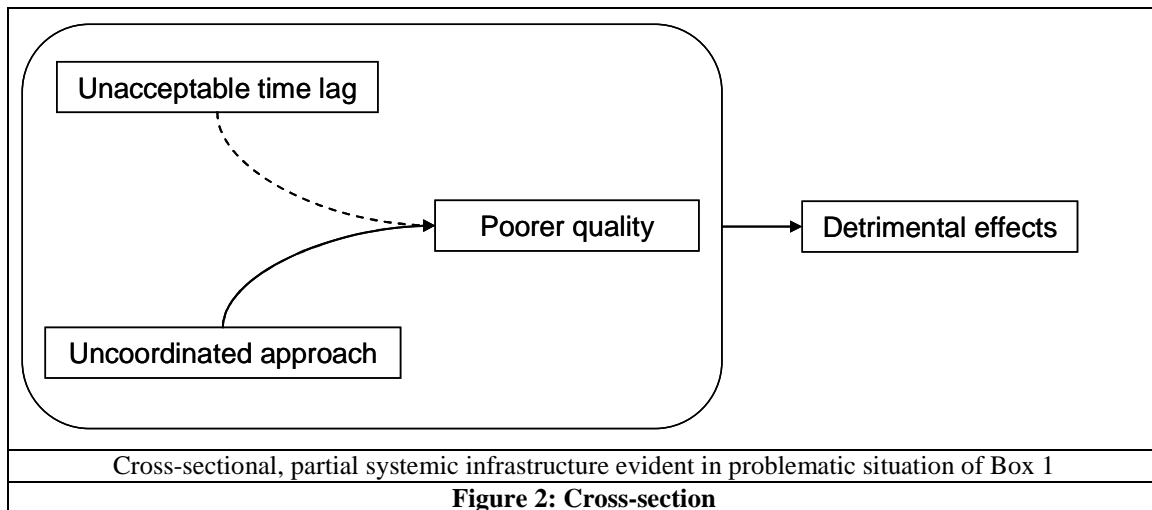 Unacceptable time lag
Poorer quality
Detrimental effects
Uncoordinated approach
Cross-sectional, partial systemic infrastructure evident in problematic situation of Box 1
Figure 2: Cross-section